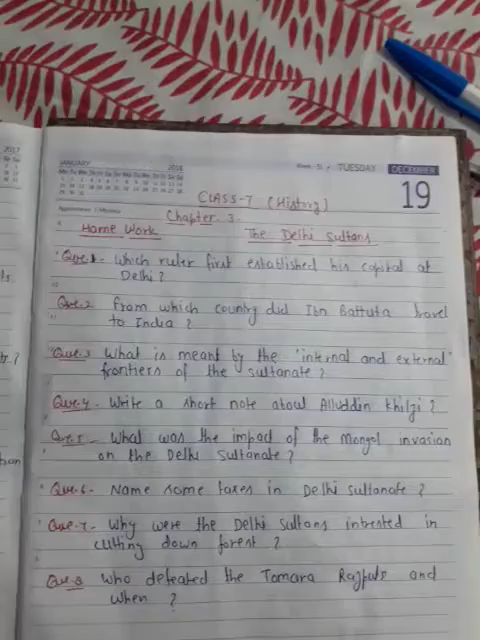 2017
JANUARY 2018
TUESDAY DECEMBER
19
Appointment / Meeting
CLASS-7 (History)
Chapter. 3.
Home Work The Delhi Sultans
Que.1 Which ruler first established his capital at
Delhi?
Que.2 From which country did Ibn Battuta travel
to India ?
Que.3 What is meant by the "internal and external"
frontiers of the sultanate ?
Que.4- Write a short note about Alluddin Khilji ?
Que.5- What was the impact of the Mongol invasion
on the Delhi Sultanate ?
Que.6- Name some taxes in Delhi sultanate ?
Que.7- Why were the Delhi sultans intrested in
cutting down forest ?
Que.8 Who defeated the Tomara Rajputs and
When ?